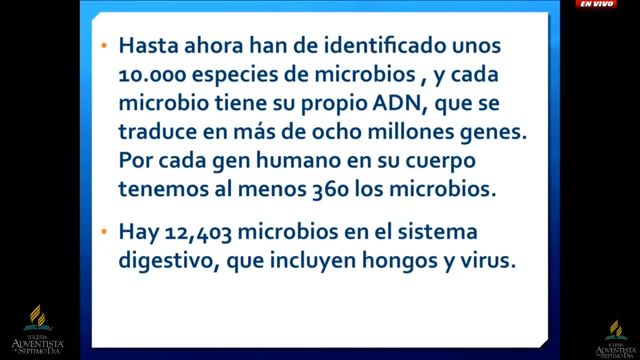 EN VIVO
• Hasta ahora han de identificado unos
10.000 especies de microbios , y cada
microbio tiene su propio ADN, que se
traduce en más de ocho millones genes.
Por cada gen humano en su cuerpo
tenemos al menos 360 los microbios.
• Hay 12,403 microbios en el sistema
digestivo, que incluyen hongos y virus.
IGLESIA
ADVENTISTA
DEL SÉPTIMO DÍA
IGLESIA
ADVENTISTA
DEL SÉPTIMO DÍA